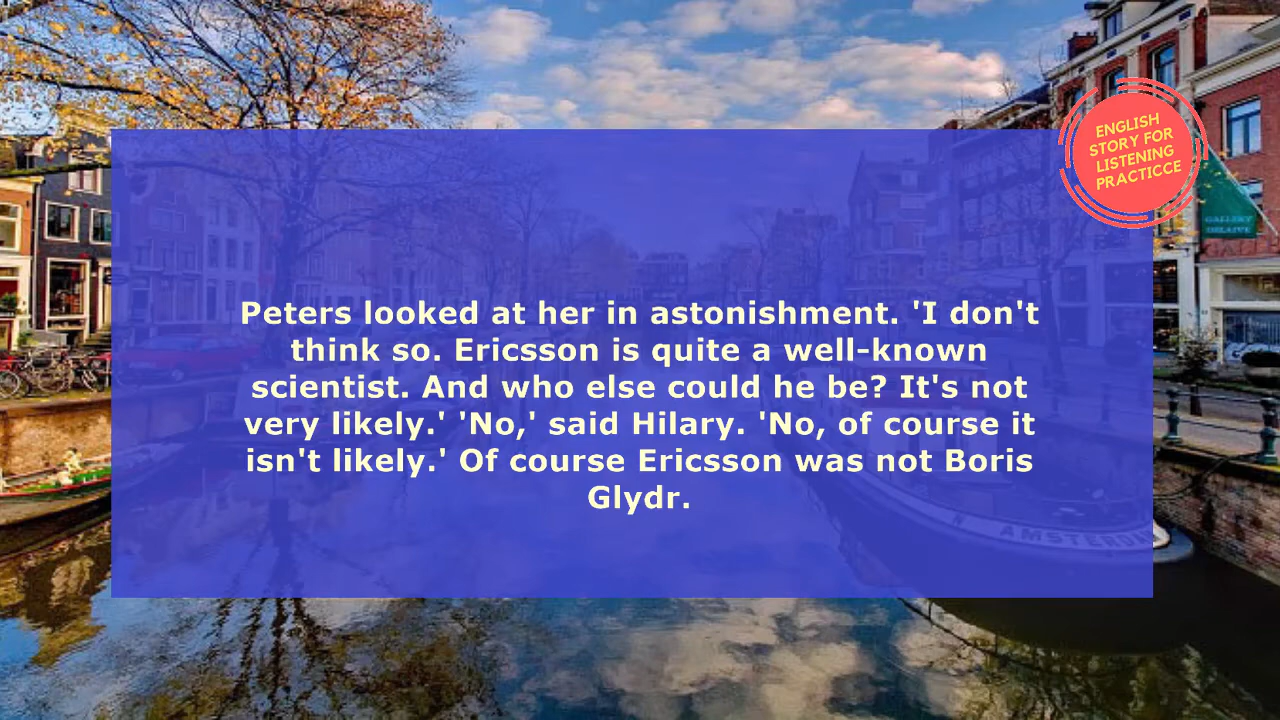 ENGLISH
STORY FOR
LISTENING
PRACTICCE
GALLERY
DELAIVE
Peters looked at her in astonishment. 'I don't
think so. Ericsson is quite a well-known
scientist. And who else could he be? It's not
very likely.' 'No,' said Hilary. 'No, of course it
isn't likely.' Of course Ericsson was not Boris
Glydr.
AMSTERDAM